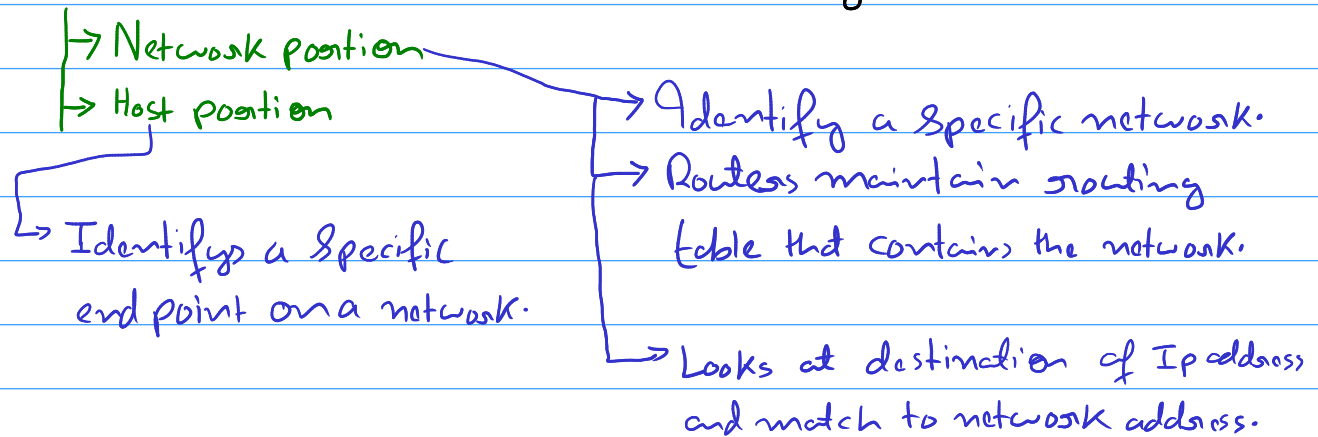 Network portion
Host portion
Identify a specific network.
Routers maintain routing
table that contains the network.
Looks at destination of Ip address
and match to network address.
Identifys a specific
end point on a network.